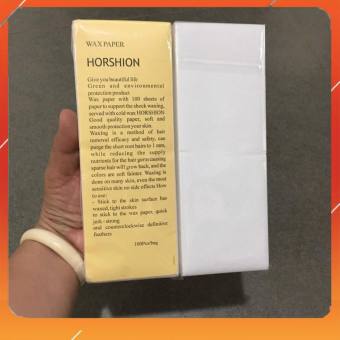 WAX PAPER
HORSHION
Give you beautiful life
Green and environmental
protection product
Wax paper with 100 sheets of
paper to support the sheck waxing,
served with cold wax HORSHION
Good quality paper, soft and
smooth protection your skin
Waxing is a method of hair
removal efficacy and safety, can
purge the short root hairs to 1 mm,
while reducing the supply
nutrients for the hair germ causing
sparse hair will grow back, and the
colors are soft fainter. Waxing is
done on many skin, even the most
sensitive skin no side effects How
to use:
- Stick to the skin surface has
waxed, tight strokes
to stick to the wax paper, quick
jerk - strong
and counterclockwise definitive
feathers
100Pcs/bag